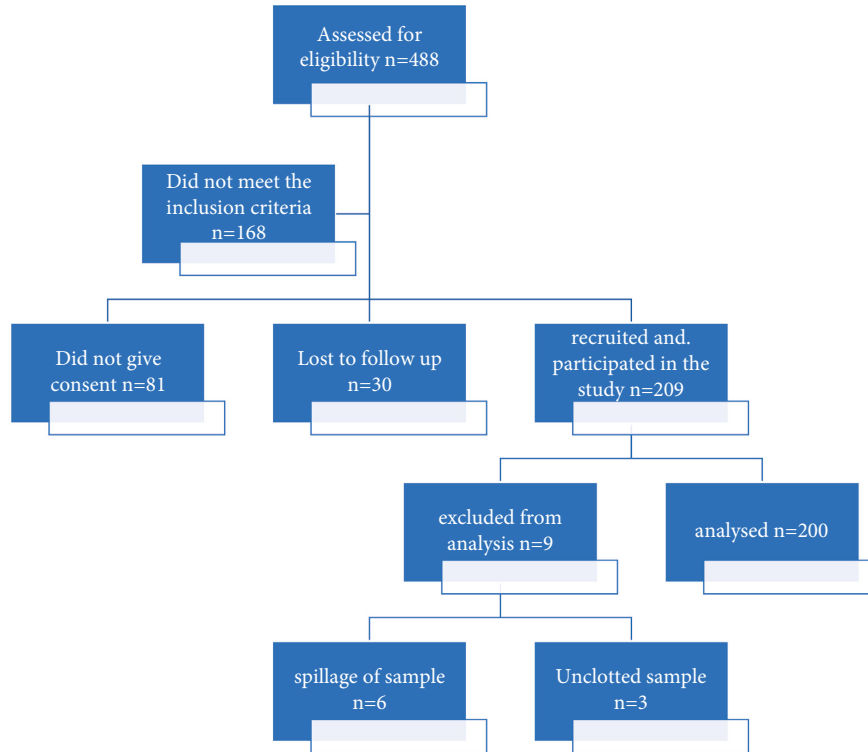 Assessed for
eligibility n=488
Did not meet the
inclusion criteria
n=168
Did not give
consent n=81
Lost to follow up
n=30
recruited and.
participated in the
study n=209
excluded from
analysis n=9
analysed n=200
spillage of sample
n=6
Unclotted sample
n=3